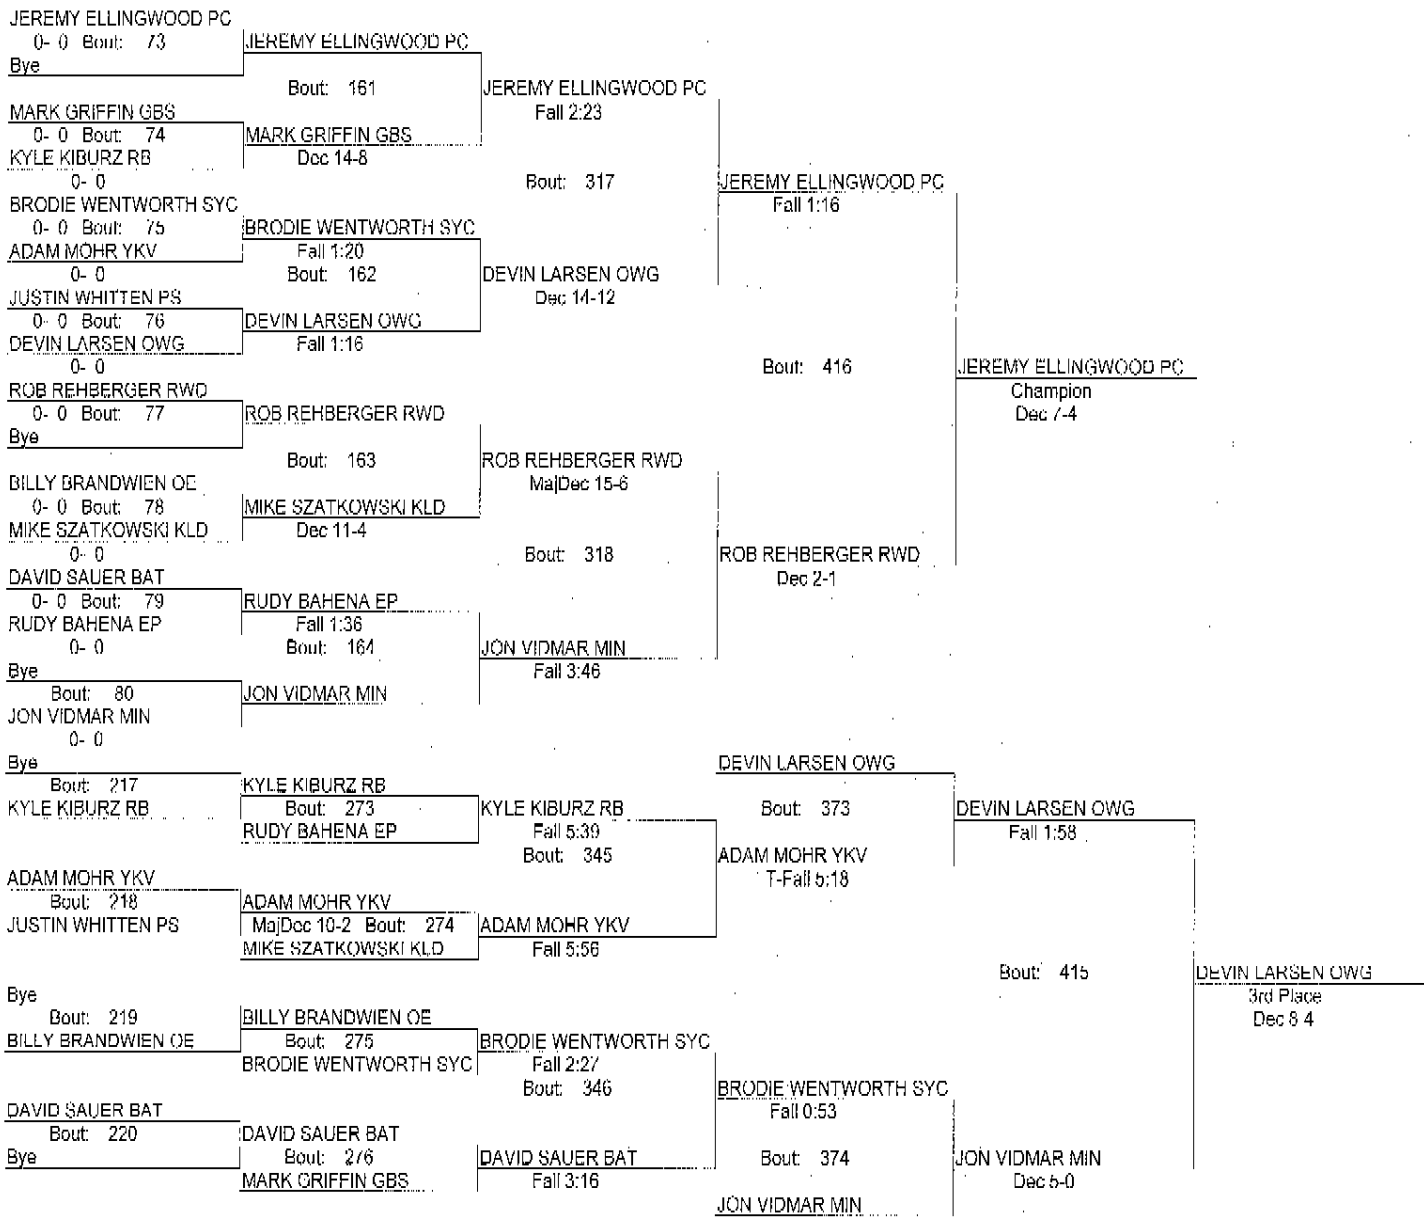 JEREMY ELLINGWOOD PC
0- 0 Bout: 73
Bye
JEREMY ELLINGWOOD PC
Bout: 161
MARK GRIFFIN GBS
0- 0 Bout: 74
KYLE KIBURZ RB
0- 0
MARK GRIFFIN GBS
Dec 14-8
JEREMY ELLINGWOOD PC
Fall 2:23
Bout: 317
BRODIE WENTWORTH SYC
0- 0 Bout: 75
ADAM MOHR YKV
0- 0
BRODIE WENTWORTH SYC
Fall 1:20
Bout: 162
JUSTIN WHITTEN PS
0- 0 Bout: 76
DEVIN LARSEN OWG
0- 0
DEVIN LARSEN OWG
Fall 1:16
DEVIN LARSEN OWG
Dec 14-12
JEREMY ELLINGWOOD PC
Fall 1:16
Bout: 416
JEREMY ELLINGWOOD PC
Champion
Dec 7-4
ROB REHBERGER RWD
0- 0 Bout: 77
Bye
ROB REHBERGER RWD
Bout: 163
BILLY BRANDWIEN OE
0- 0 Bout: 78
MIKE SZATKOWSKI KLD
0- 0
MIKE SZATKOWSKI KLD
Dec 11-4
ROB REHBERGER RWD
MajDec 15-6
Bout: 318
ROB REHBERGER RWD
Dec 2-1
DAVID SAUER BAT
0- 0 Bout: 79
RUDY BAHENA EP
0- 0
RUDY BAHENA EP
Fall 1:36
Bout: 164
Bye
Bout: 80
JON VIDMAR MIN
0- 0
JON VIDMAR MIN
JON VIDMAR MIN
Fall 3:46
Bye
Bout: 217
KYLE KIBURZ RB
KYLE KIBURZ RB
Bout: 273
RUDY BAHENA EP
KYLE KIBURZ RB
Fall 5:39
Bout: 345
ADAM MOHR YKV
Bout: 218
JUSTIN WHITTEN PS
ADAM MOHR YKV
MajDec 10-2 Bout: 274
MIKE SZATKOWSKI KLD
ADAM MOHR YKV
Fall 5:56
DEVIN LARSEN OWG
Bout: 373
ADAM MOHR YKV
T-Fall 5:18
DEVIN LARSEN OWG
Fall 1:58
Bout: 415
DEVIN LARSEN OWG
3rd Place
Dec 8 4
Bye
Bout: 219
BILLY BRANDWIEN OE
BILLY BRANDWIEN OE
Bout: 275
BRODIE WENTWORTH SYC
BRODIE WENTWORTH SYC
Fall 2:27
Bout: 346
DAVID SAUER BAT
Bout: 220
Bye
DAVID SAUER BAT
Bout: 276
MARK GRIFFIN GBS
DAVID SAUER BAT
Fall 3:16
BRODIE WENTWORTH SYC
Fall 0:53
Bout: 374
JON VIDMAR MIN
JON VIDMAR MIN
Dec 5-0